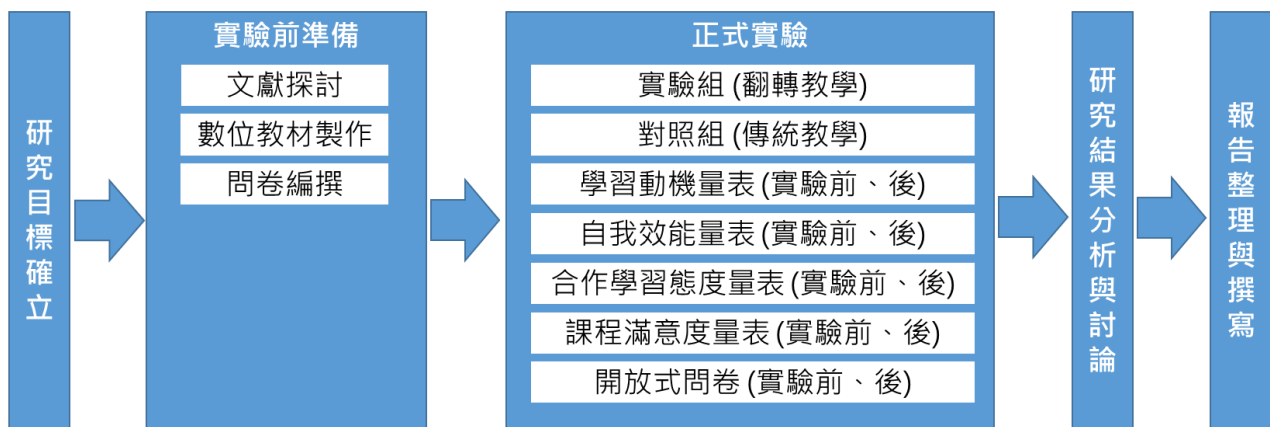 研究目標確立
實驗前準備
文獻探討
數位教材製作
問卷編撰
正式實驗
實驗組 (翻轉教學)
對照組 (傳統教學)
學習動機量表 (實驗前、後)
自我效能量表 (實驗前、後)
合作學習態度量表 (實驗前、後)
課程滿意度量表 (實驗前、後)
開放式問卷 (實驗前、後)
研究結果分析與討論
報告整理與撰寫